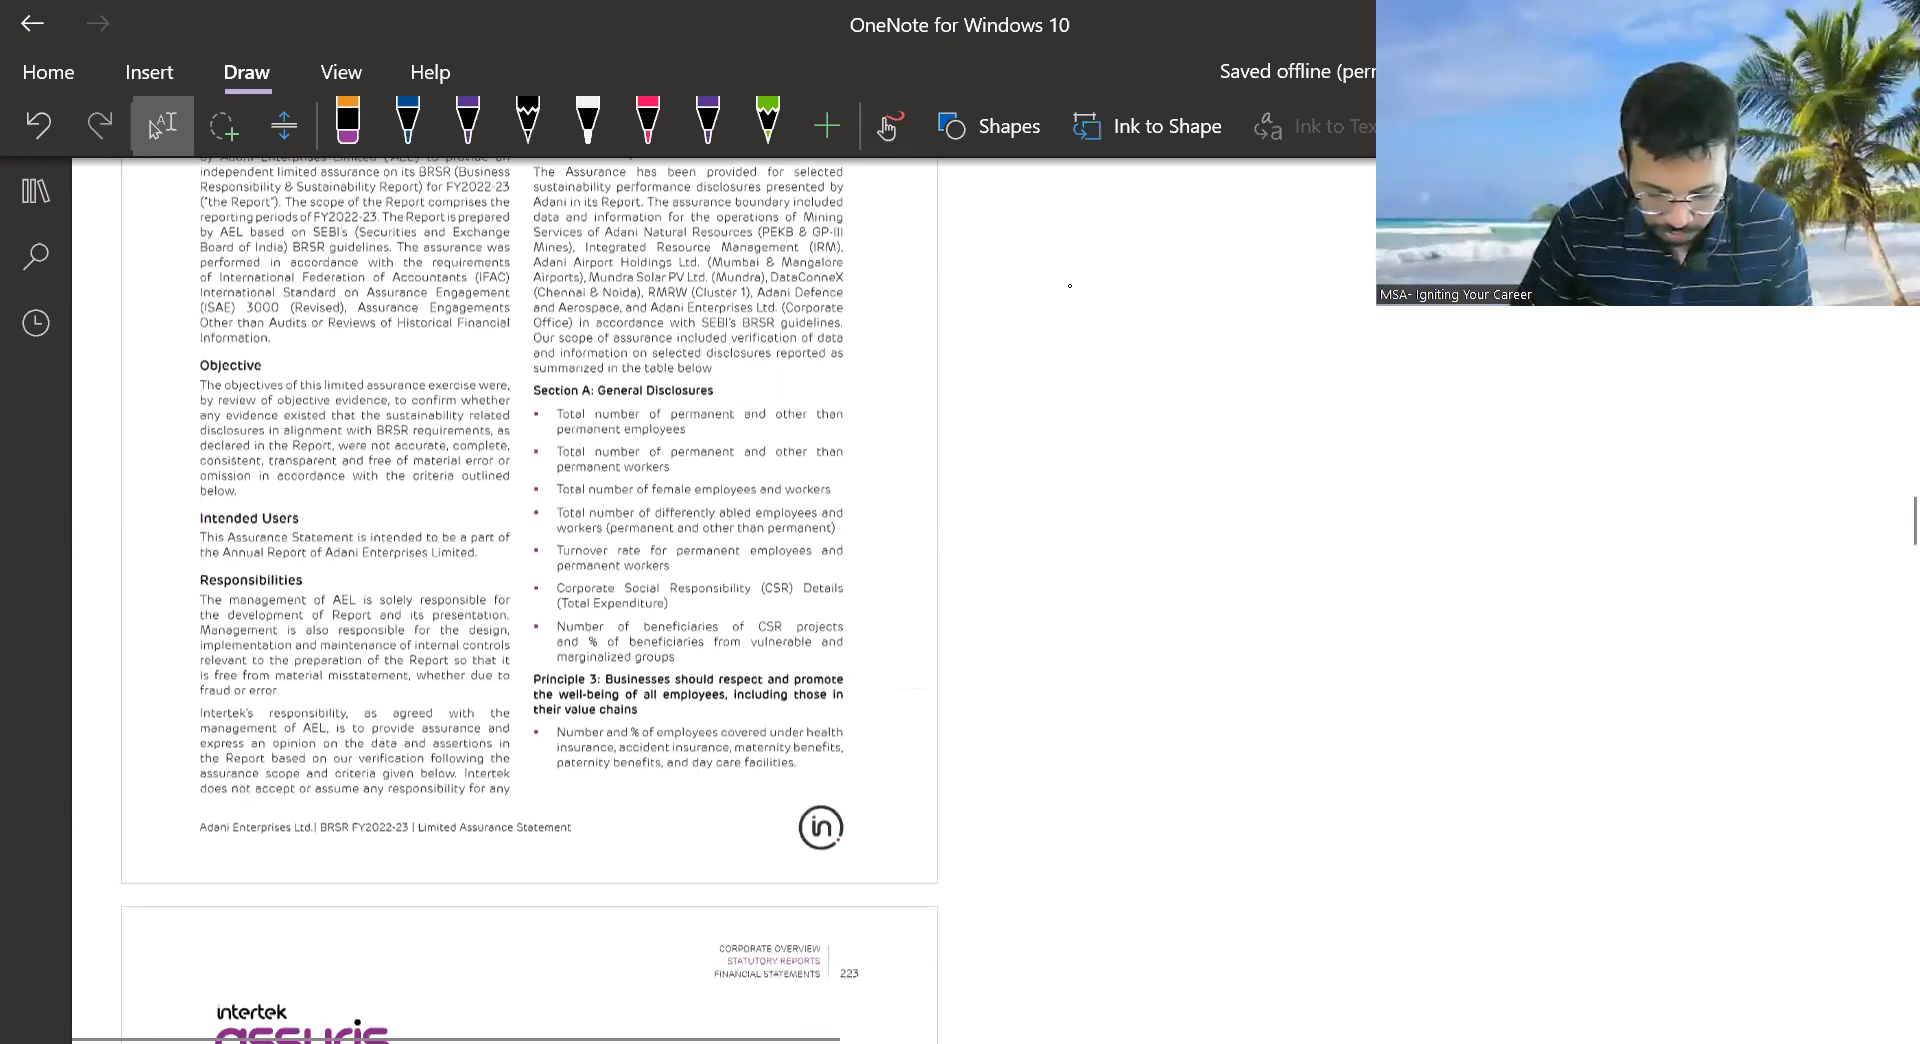 OneNote for Windows 10
Home
Insert
Draw
View
Help
Saved offline (per
Shapes
Ink to Shape
Ink to Tex
MSA- Igniting Your Career
by Adani Enterprises Limited ('AEL') to provide an
independent limited assurance on its BRSR (Business
Responsibility & Sustainability Report) for FY2022-23
("the Report"). The scope of the Report comprises the
reporting periods of FY2022-23. The Report is prepared
by AEL based on SEBI's (Securities and Exchange
Board of India) BRSR guidelines. The assurance was
performed in accordance with the requirements
of International Federation of Accountants (IFAC)
International Standard on Assurance Engagement
(ISAE) 3000 (Revised), Assurance Engagements
Other than Audits or Reviews of Historical Financial
Information.
Objective
The objectives of this limited assurance exercise were,
by review of objective evidence, to confirm whether
any evidence existed that the sustainability related
disclosures in alignment with BRSR requirements, as
declared in the Report, were not accurate, complete,
consistent, transparent and free of material error or
omission in accordance with the criteria outlined
below.
Intended Users
This Assurance Statement is intended to be a part of
the Annual Report of Adani Enterprises Limited.
Responsibilities
The management of AEL is solely responsible for
the development of Report and its presentation.
Management is also responsible for the design,
implementation and maintenance of internal controls
relevant to the preparation of the Report so that it
is free from material misstatement, whether due to
fraud or error.
Intertek's responsibility, as agreed with the
management of AEL, is to provide assurance and
express an opinion on the data and assertions in
the Report based on our verification following the
assurance scope and criteria given below. Intertek
does not accept or assume any responsibility for any
The Assurance has been provided for selected
sustainability performance disclosures presented by
Adani in its Report. The assurance boundary included
data and information for the operations of Mining
Services of Adani Natural Resources (PEKB & GP-III
Mines), Integrated Resource Management (IRM),
Adani Airport Holdings Ltd. (Mumbai & Mangalore
Airports), Mundra Solar PV Ltd. (Mundra), DataConneX
(Chennai & Noida), RMRW (Cluster 1), Adani Defence
and Aerospace, and Adani Enterprises Ltd. (Corporate
Office) in accordance with SEBI's BRSR guidelines.
Our scope of assurance included verification of data
and information on selected disclosures reported as
summarized in the table below
Section A: General Disclosures
▪ Total number of permanent and other than
permanent employees
▪ Total number of permanent and other than
permanent workers
▪ Total number of female employees and workers
▪ Total number of differently abled employees and
workers (permanent and other than permanent)
▪ Turnover rate for permanent employees and
permanent workers
▪ Corporate Social Responsibility (CSR) Details
(Total Expenditure)
▪ Number of beneficiaries of CSR projects
and % of beneficiaries from vulnerable and
marginalized groups
Principle 3: Businesses should respect and promote
the well-being of all employees, including those in
their value chains
▪ Number and % of employees covered under health
insurance, accident insurance, maternity benefits,
paternity benefits, and day care facilities.
Adani Enterprises Ltd.| BRSR FY2022-23 | Limited Assurance Statement
in
CORPORATE OVERVIEW
STATUTORY REPORTS
FINANCIAL STATEMENTS
223
intertek
assuris